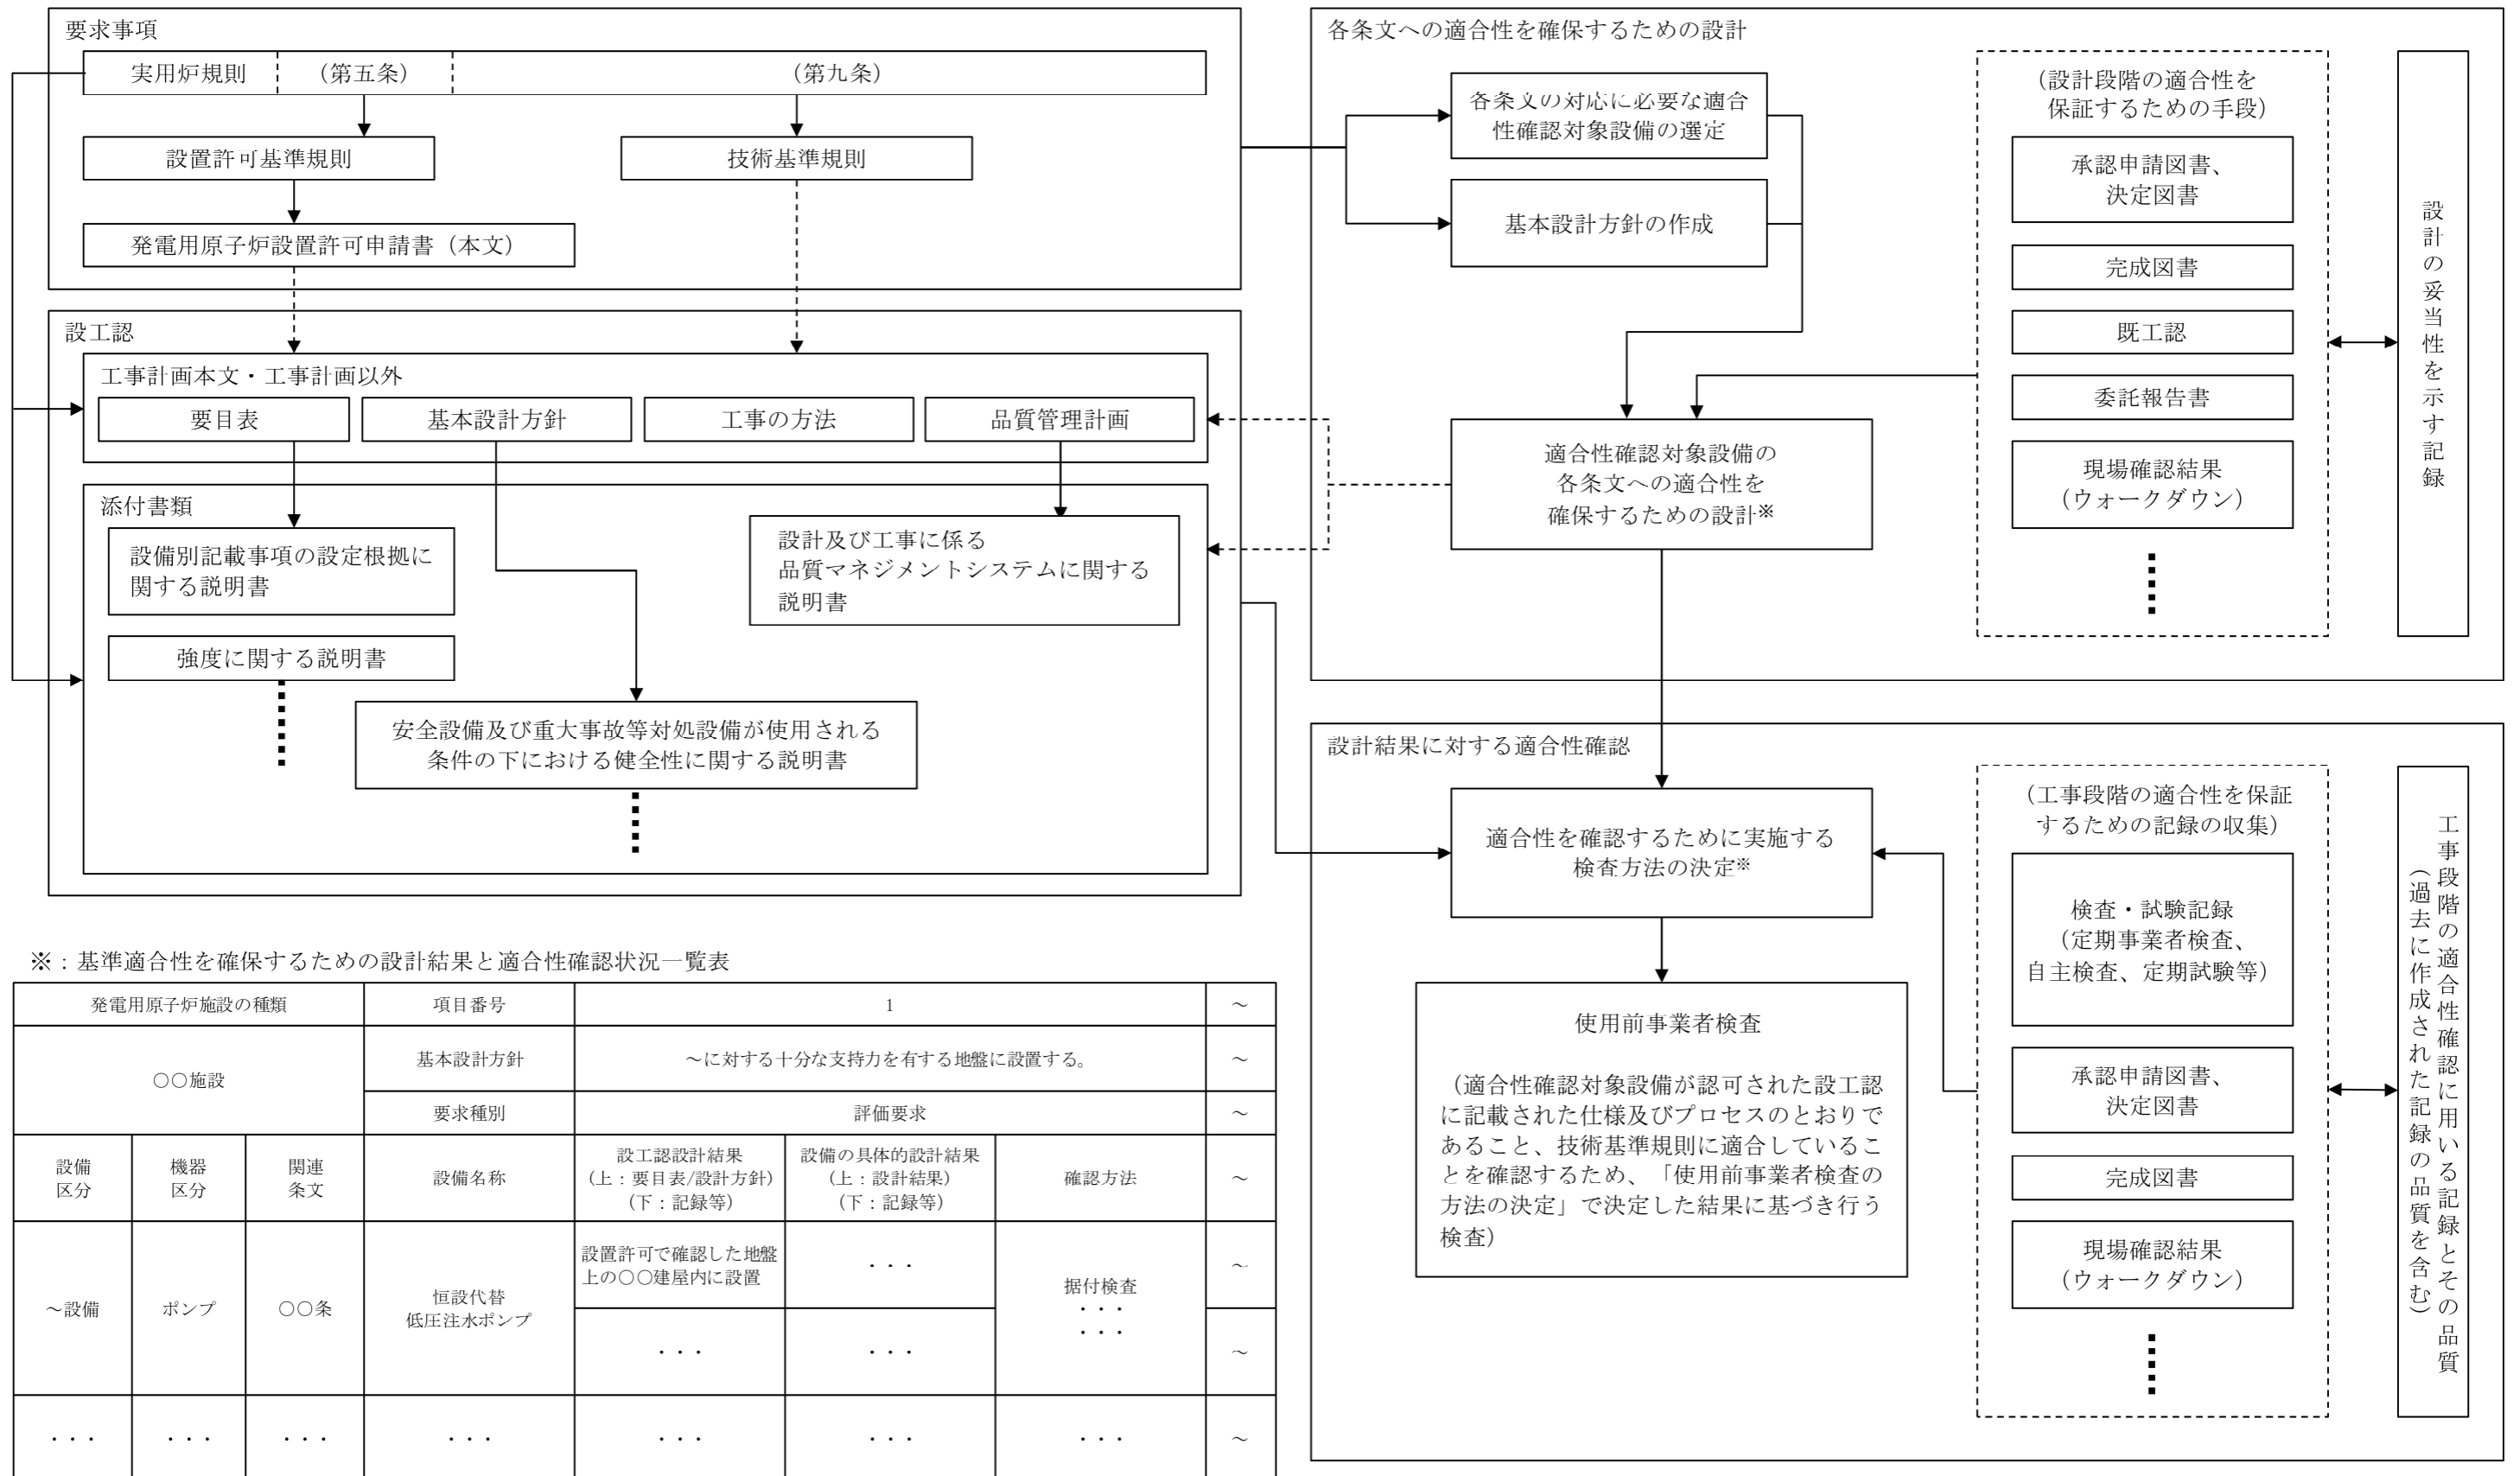 要求事項
実用炉規則
（第五条）
（第九条）
設置許可基準規則
技術基準規則
発電用原子炉設置許可申請書（本文）
設工認
工事計画本文・工事計画以外
要目表
基本設計方針
工事の方法
品質管理計画
添付書類
設備別記載事項の設定根拠に
関する説明書
設計及び工事に係る
品質マネジメントシステムに関する
説明書
強度に関する説明書
安全設備及び重大事故等対処設備が使用される
条件の下における健全性に関する説明書
各条文への適合性を確保するための設計
各条文の対応に必要な適合
性確認対象設備の選定
基本設計方針の作成
適合性確認対象設備の
各条文への適合性を
確保するための設計※
（設計段階の適合性を
保証するための手段）
承認申請図書、
決定図書
完成図書
既工認
委託報告書
現場確認結果
（ウォークダウン）
設計の妥当性を示す記録
設計結果に対する適合性確認
適合性を確認するために実施する
検査方法の決定※
使用前事業者検査
（適合性確認対象設備が認可された設工認
に記載された仕様及びプロセスのとおりで
あること、技術基準規則に適合しているこ
とを確認するため、「使用前事業者検査の
方法の決定」で決定した結果に基づき行う
検査）
（工事段階の適合性を保証
するための記録の収集）
検査・試験記録
（定期事業者検査、
自主検査、定期試験等）
承認申請図書、
決定図書
完成図書
現場確認結果
（ウォークダウン）
工事段階の適合性確認に用いる記録とその品質
（過去に作成された記録の品質を含む）
※：基準適合性を確保するための設計結果と適合性確認状況一覧表
発電用原子炉施設の種類
項目番号
1
～
○○施設
基本設計方針
～に対する十分な支持力を有する地盤に設置する。
～
要求種別
評価要求
～
設備
区分
機器
区分
関連
条文
設備名称
設工認設計結果
（上：要目表/設計方針）
（下：記録等）
設備の具体的設計結果
（上：設計結果）
（下：記録等）
確認方法
～
～設備
ポンプ
○○条
恒設代替
低圧注水ポンプ
設置許可で確認した地盤
上の○○建屋内に設置
・・・
据付検査
・・・
・・・
～
・・・
・・・
～
・・・
・・・
・・・
・・・
・・・
・・・
・・・
～